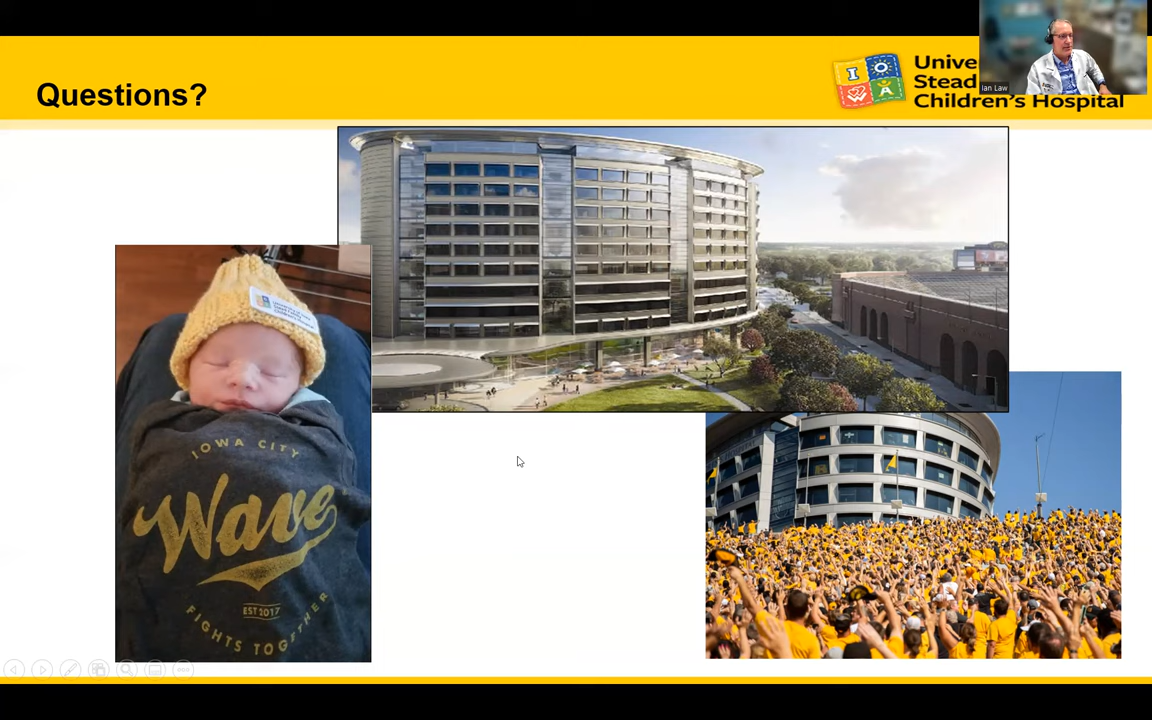 Questions?
I O W A
Unive
Stead
Children's Hospital
Ian Law
IOWA CITY
Wave
EST 2017
FIGHTS TOGETHER